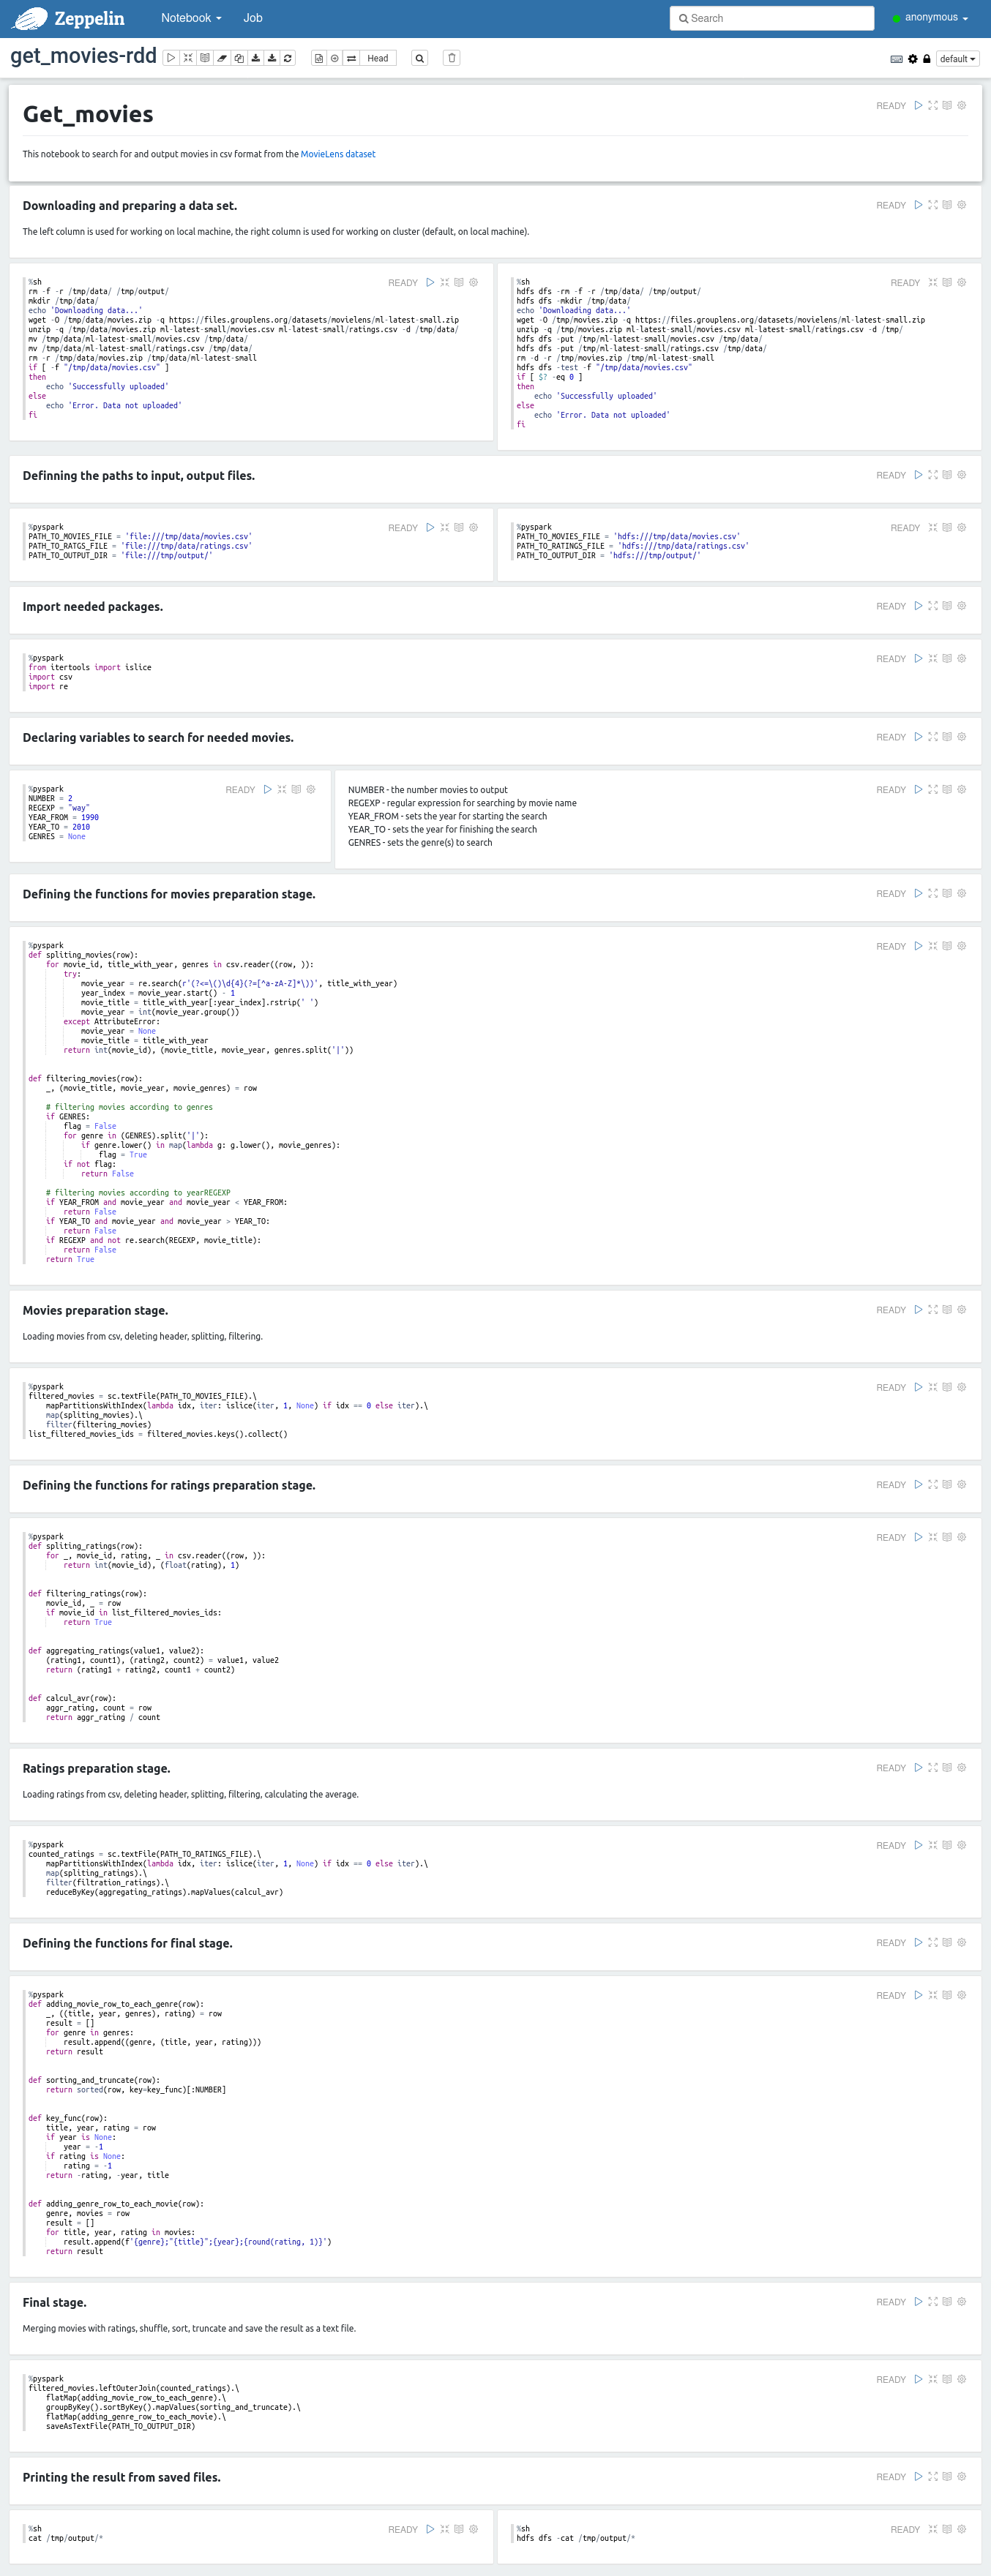 Zeppelin Notebook Job Search anonymous
get_movies-rdd Head default
Get_movies READY
This notebook to search for and output movies in csv format from the MovieLens dataset
Downloading and preparing a data set. READY
The left column is used for working on local machine, the right column is used for working on cluster (default, on local machine).
%sh READY
rm -f -r /tmp/data/ /tmp/output/
mkdir /tmp/data/
echo 'Downloading data...'
wget -O /tmp/data/movies.zip -q https://files.grouplens.org/datasets/movielens/ml-latest-small.zip
unzip -q /tmp/data/movies.zip ml-latest-small/movies.csv ml-latest-small/ratings.csv -d /tmp/data/
mv /tmp/data/ml-latest-small/movies.csv /tmp/data/
mv /tmp/data/ml-latest-small/ratings.csv /tmp/data/
rm -r /tmp/data/movies.zip /tmp/data/ml-latest-small
if [ -f "/tmp/data/movies.csv" ]
then
    echo 'Successfully uploaded'
else
    echo 'Error. Data not uploaded'
fi
%sh READY
hdfs dfs -rm -f -r /tmp/data/ /tmp/output/
hdfs dfs -mkdir /tmp/data/
echo 'Downloading data...'
wget -O /tmp/movies.zip -q https://files.grouplens.org/datasets/movielens/ml-latest-small.zip
unzip -q /tmp/movies.zip ml-latest-small/movies.csv ml-latest-small/ratings.csv -d /tmp/
hdfs dfs -put /tmp/ml-latest-small/movies.csv /tmp/data/
hdfs dfs -put /tmp/ml-latest-small/ratings.csv /tmp/data/
rm -d -r /tmp/movies.zip /tmp/ml-latest-small
hdfs dfs -test -f "/tmp/data/movies.csv"
if [ $? -eq 0 ]
then
    echo 'Successfully uploaded'
else
    echo 'Error. Data not uploaded'
fi
Definning the paths to input, output files. READY
%pyspark READY
PATH_TO_MOVIES_FILE = 'file:///tmp/data/movies.csv'
PATH_TO_RATGS_FILE = 'file:///tmp/data/ratings.csv'
PATH_TO_OUTPUT_DIR = 'file:///tmp/output/'
%pyspark READY
PATH_TO_MOVIES_FILE = 'hdfs:///tmp/data/movies.csv'
PATH_TO_RATINGS_FILE = 'hdfs:///tmp/data/ratings.csv'
PATH_TO_OUTPUT_DIR = 'hdfs:///tmp/output/'
Import needed packages. READY
%pyspark READY
from itertools import islice
import csv
import re
Declaring variables to search for needed movies. READY
%pyspark READY
NUMBER = 2
REGEXP = "way"
YEAR_FROM = 1990
YEAR_TO = 2010
GENRES = None
NUMBER - the number movies to output READY
REGEXP - regular expression for searching by movie name
YEAR_FROM - sets the year for starting the search
YEAR_TO - sets the year for finishing the search
GENRES - sets the genre(s) to search
Defining the functions for movies preparation stage. READY
%pyspark READY
def spliting_movies(row):
    for movie_id, title_with_year, genres in csv.reader((row, )):
        try:
            movie_year = re.search(r'(?<=\()\d{4}(?=[^a-zA-Z]*\))', title_with_year)
            year_index = movie_year.start() - 1
            movie_title = title_with_year[:year_index].rstrip(' ')
            movie_year = int(movie_year.group())
        except AttributeError:
            movie_year = None
            movie_title = title_with_year
        return int(movie_id), (movie_title, movie_year, genres.split('|'))
def filtering_movies(row):
    _, (movie_title, movie_year, movie_genres) = row
    # filtering movies according to genres
    if GENRES:
        flag = False
        for genre in (GENRES).split('|'):
            if genre.lower() in map(lambda g: g.lower(), movie_genres):
                flag = True
        if not flag:
            return False
    # filtering movies according to yearREGEXP
    if YEAR_FROM and movie_year and movie_year < YEAR_FROM:
        return False
    if YEAR_TO and movie_year and movie_year > YEAR_TO:
        return False
    if REGEXP and not re.search(REGEXP, movie_title):
        return False
    return True
Movies preparation stage. READY
Loading movies from csv, deleting header, splitting, filtering.
%pyspark READY
filtered_movies = sc.textFile(PATH_TO_MOVIES_FILE).\
    mapPartitionsWithIndex(lambda idx, iter: islice(iter, 1, None) if idx == 0 else iter).\
    map(spliting_movies).\
    filter(filtering_movies)
list_filtered_movies_ids = filtered_movies.keys().collect()
Defining the functions for ratings preparation stage. READY
%pyspark READY
def spliting_ratings(row):
    for _, movie_id, rating, _ in csv.reader((row, )):
        return int(movie_id), (float(rating), 1)
def filtering_ratings(row):
    movie_id, _ = row
    if movie_id in list_filtered_movies_ids:
        return True
def aggregating_ratings(value1, value2):
    (rating1, count1), (rating2, count2) = value1, value2
    return (rating1 + rating2, count1 + count2)
def calcul_avr(row):
    aggr_rating, count = row
    return aggr_rating / count
Ratings preparation stage. READY
Loading ratings from csv, deleting header, splitting, filtering, calculating the average.
%pyspark READY
counted_ratings = sc.textFile(PATH_TO_RATINGS_FILE).\
    mapPartitionsWithIndex(lambda idx, iter: islice(iter, 1, None) if idx == 0 else iter).\
    map(spliting_ratings).\
    filter(filtration_ratings).\
    reduceByKey(aggregating_ratings).mapValues(calcul_avr)
Defining the functions for final stage. READY
%pyspark READY
def adding_movie_row_to_each_genre(row):
    _, ((title, year, genres), rating) = row
    result = []
    for genre in genres:
        result.append((genre, (title, year, rating)))
    return result
def sorting_and_truncate(row):
    return sorted(row, key=key_func)[:NUMBER]
def key_func(row):
    title, year, rating = row
    if year is None:
        year = -1
    if rating is None:
        rating = -1
    return -rating, -year, title
def adding_genre_row_to_each_movie(row):
    genre, movies = row
    result = []
    for title, year, rating in movies:
        result.append(f'{genre};"{title}";{year};{round(rating, 1)}')
    return result
Final stage. READY
Merging movies with ratings, shuffle, sort, truncate and save the result as a text file.
%pyspark READY
filtered_movies.leftOuterJoin(counted_ratings).\
    flatMap(adding_movie_row_to_each_genre).\
    groupByKey().sortByKey().mapValues(sorting_and_truncate).\
    flatMap(adding_genre_row_to_each_movie).\
    saveAsTextFile(PATH_TO_OUTPUT_DIR)
Printing the result from saved files. READY
%sh READY
cat /tmp/output/*
%sh READY
hdfs dfs -cat /tmp/output/*